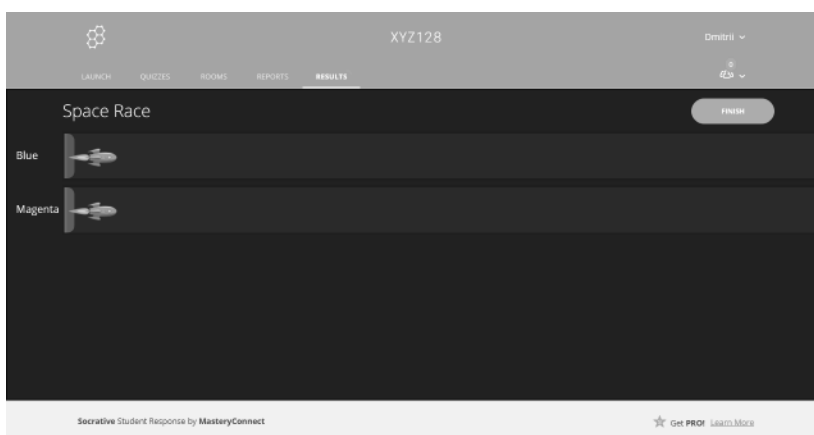 XYZ128
Dmitrii
LAUNCH QUIZZES ROOMS REPORTS RESULTS
0
Space Race
FINISH
Blue
Magenta
Socrative Student Response by MasteryConnect
Get PRO! Learn More